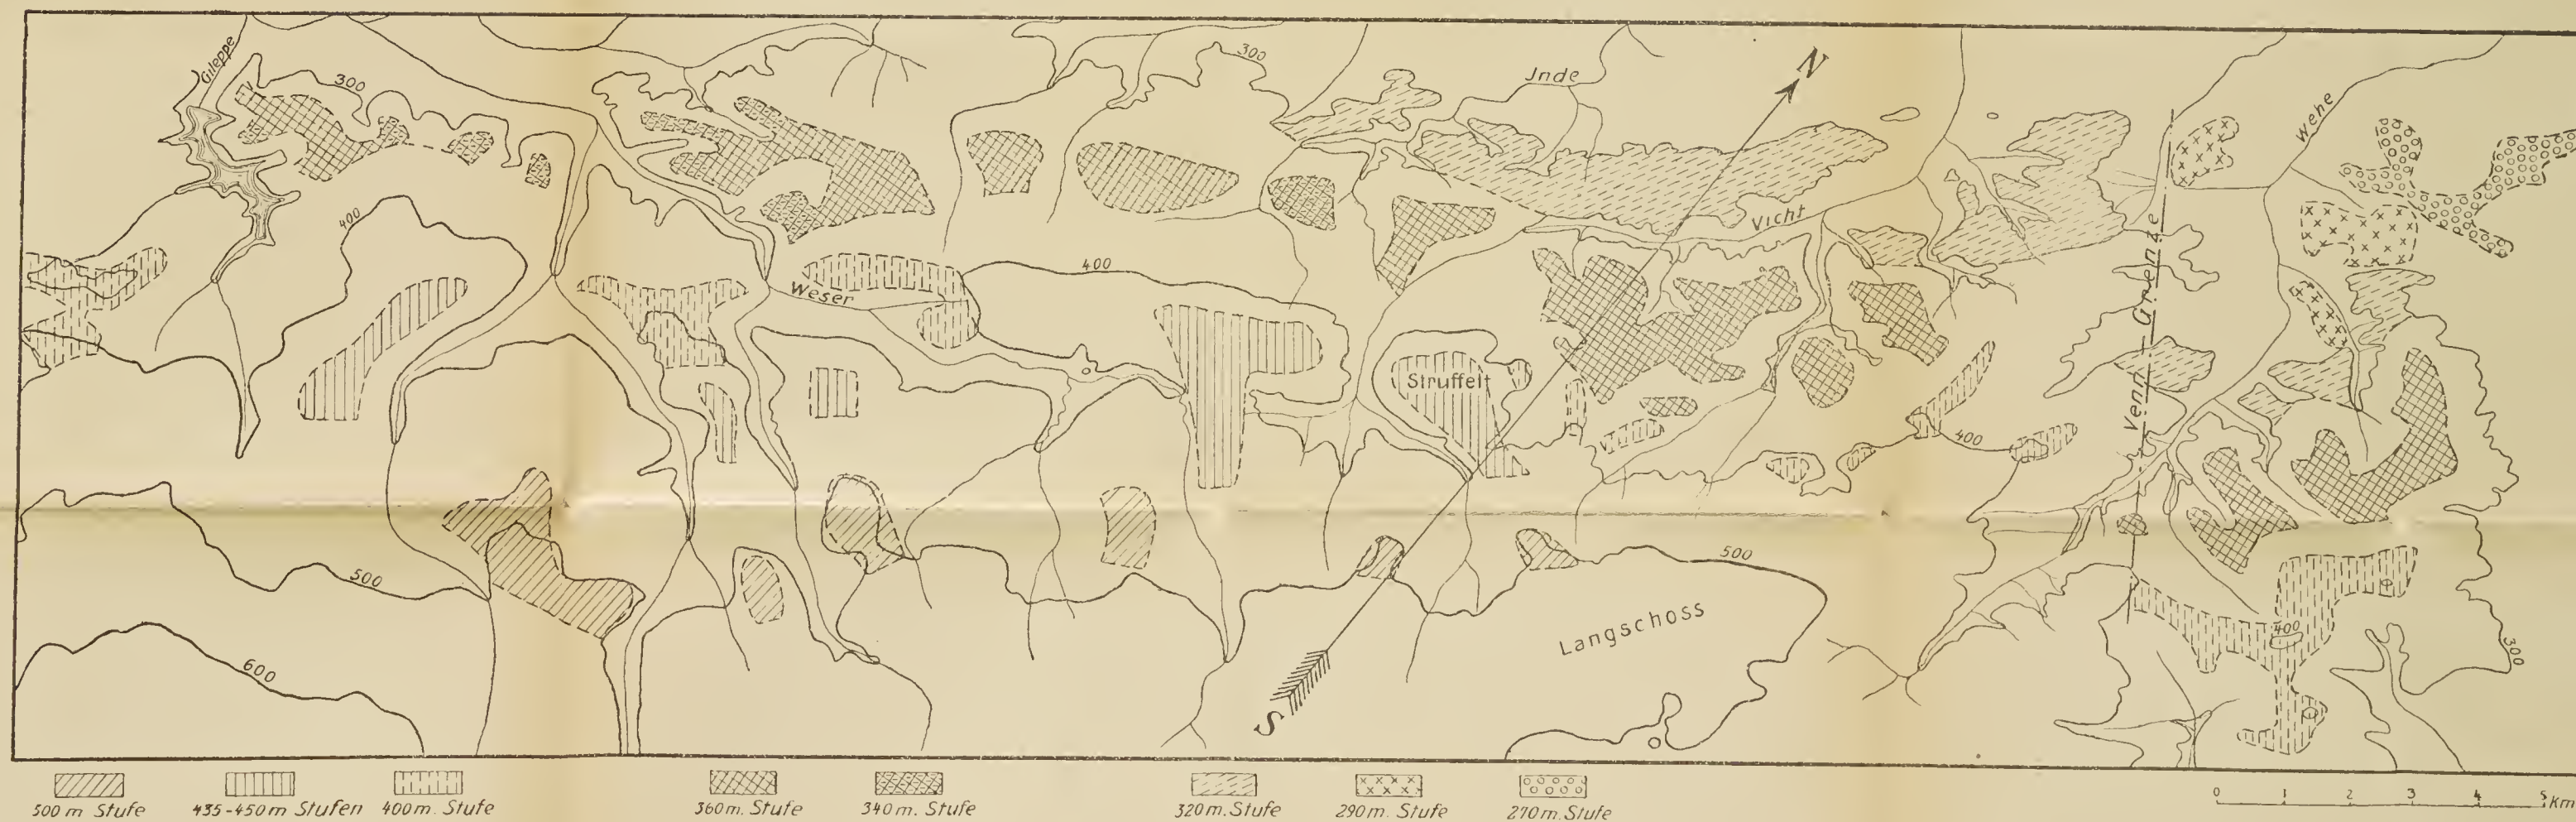 Gileppe
300
300
Jnde
N
Wehe
400
Vicht
Venn-Grenze
400
Weser
Struffelt
400
500
500
Langschoss
400
300
600
S
500 m Stufe
435-450 m Stufen
400 m. Stufe
360 m. Stufe
340 m. Stufe
320 m. Stufe
290 m. Stufe
270 m. Stufe
0 1 2 3 4 5 Km